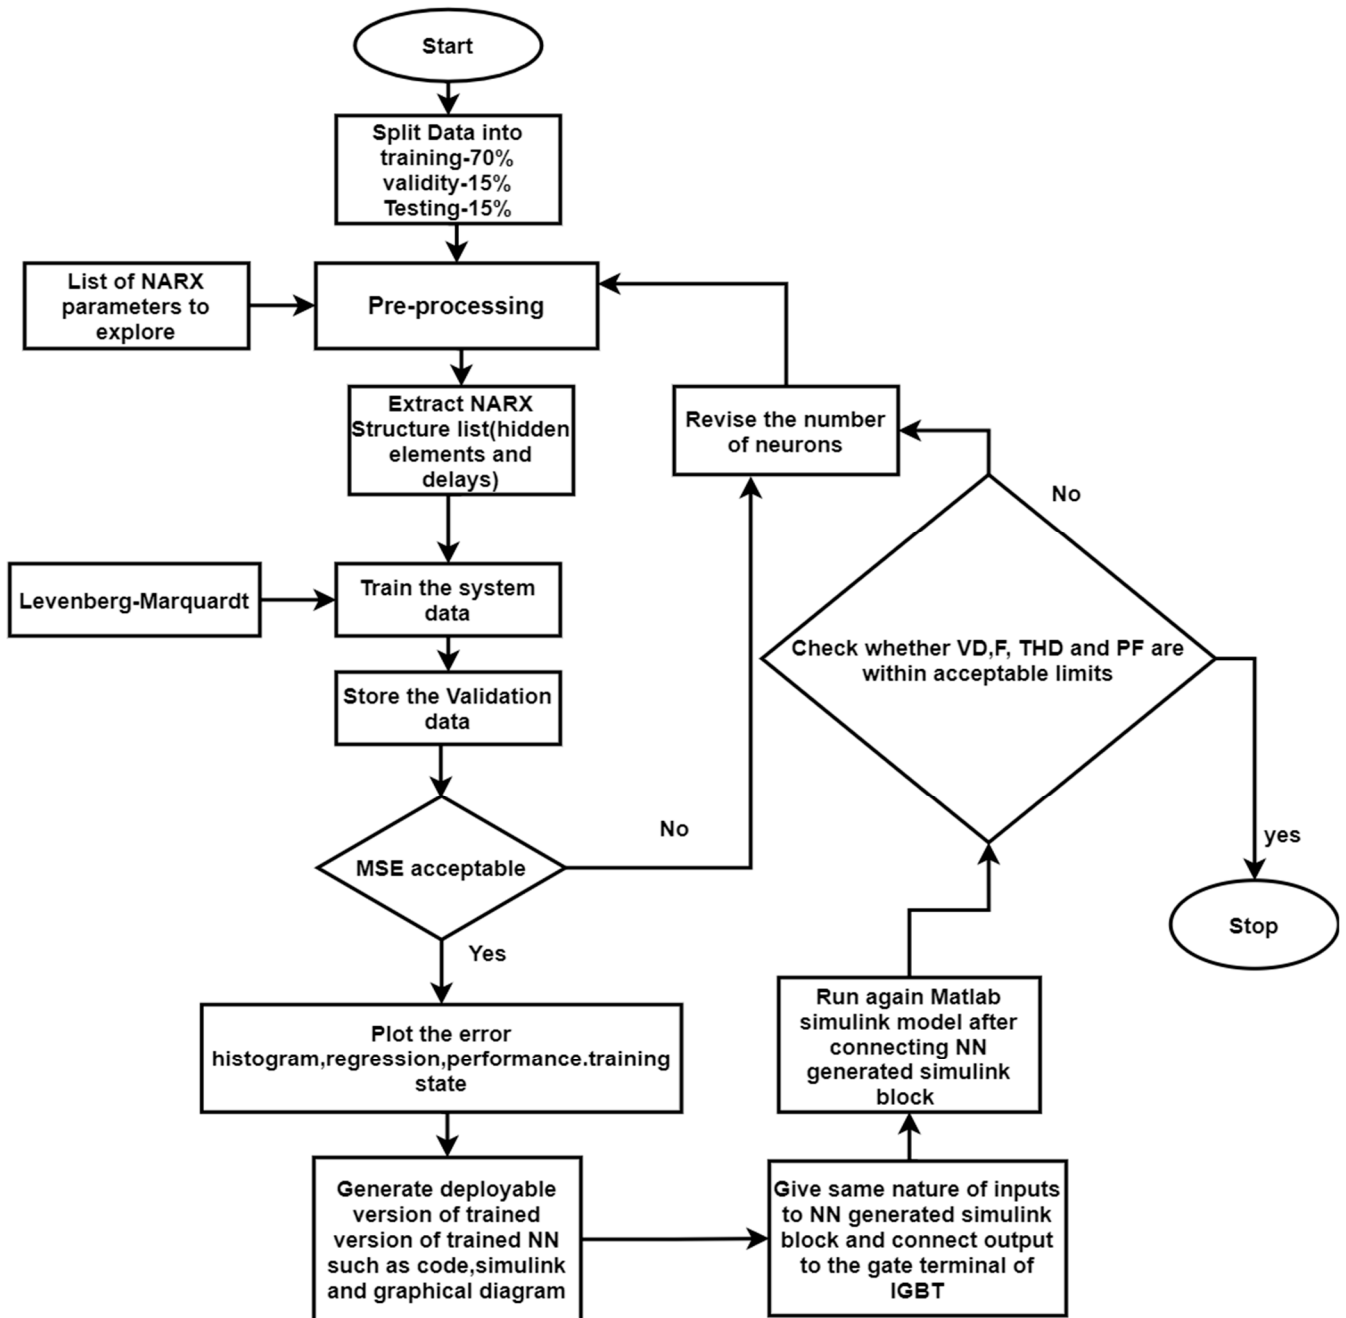 Start
Split Data into
training-70%
validity-15%
Testing-15%
List of NARX
parameters to
explore
Pre-processing
Extract NARX
Structure list(hidden
elements and
delays)
Revise the number
of neurons
No
Levenberg-Marquardt
Train the system
data
Check whether VD,F, THD and PF are
within acceptable limits
Store the Validation
data
MSE acceptable
No
yes
Yes
Stop
Plot the error
histogram,regression,performance.training
state
Run again Matlab
simulink model after
connecting NN
generated simulink
block
Generate deployable
version of trained
version of trained NN
such as code,simulink
and graphical diagram
Give same nature of inputs
to NN generated simulink
block and connect output
to the gate terminal of
IGBT